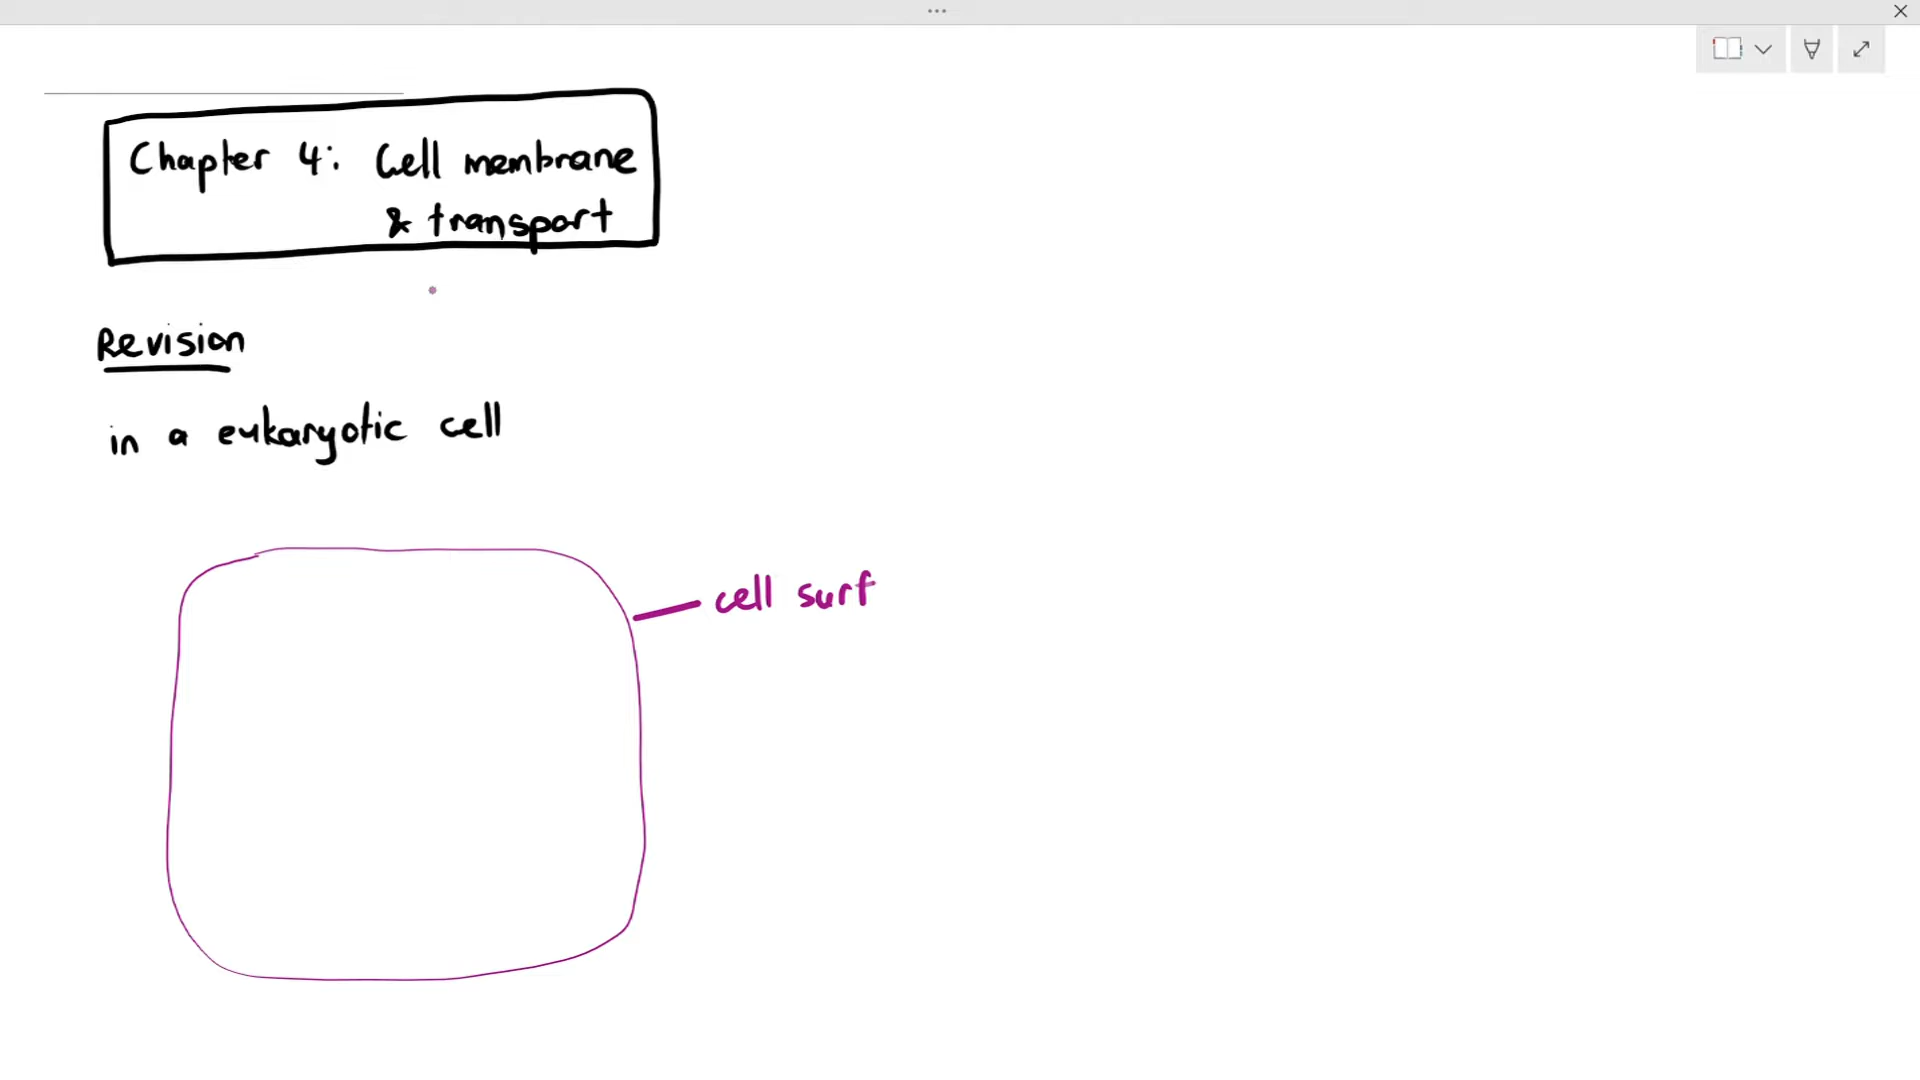 Chapter 4: Cell membrane
& transport
Revision
in a eukaryotic cell
cell surf